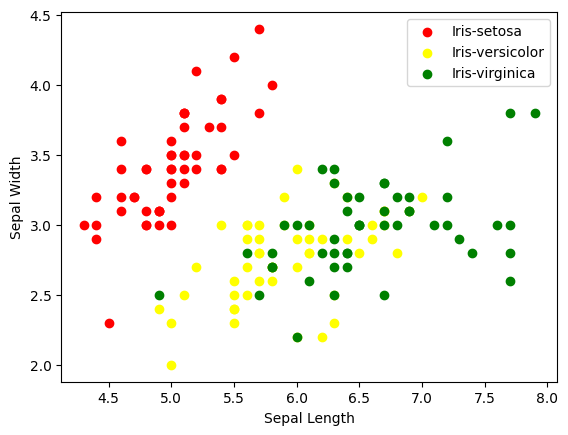 4.5
4.0
3.5
3.0
2.5
2.0
Sepal Width
Iris-setosa
Iris-versicolor
Iris-virginica
4.5 5.0 5.5 6.0 6.5 7.0 7.5 8.0
Sepal Length